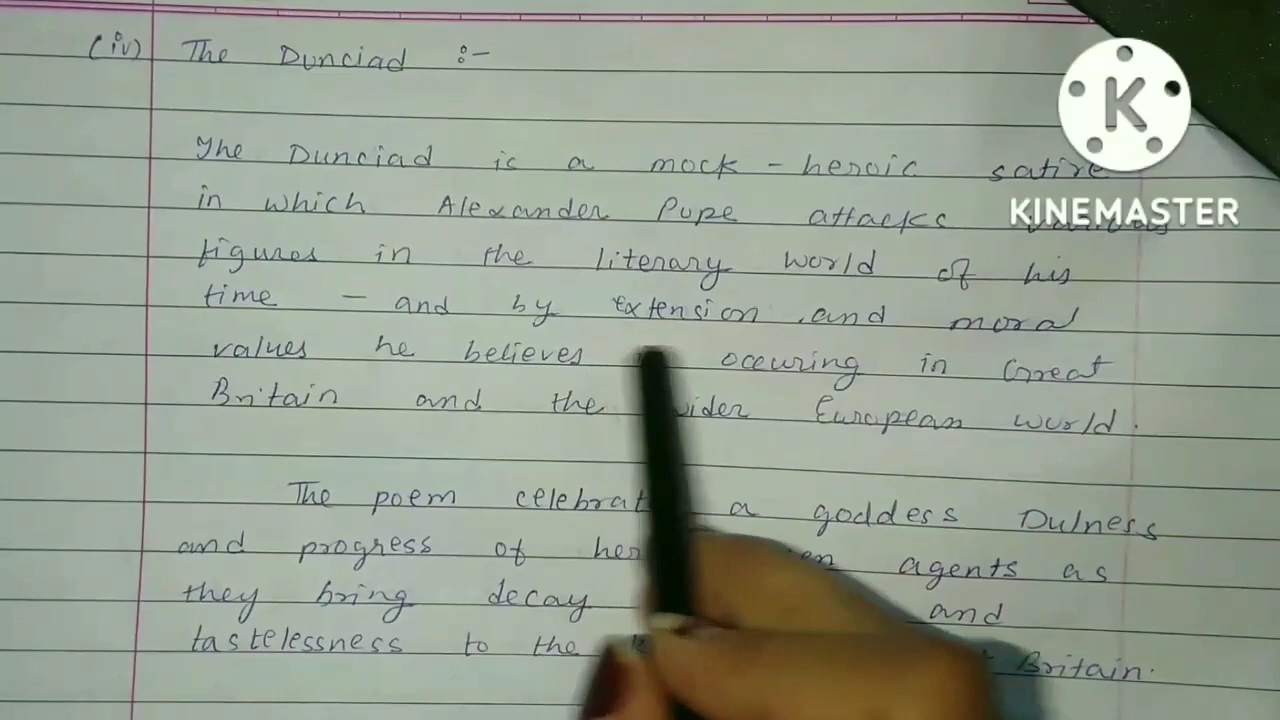 (iv) The Dunciad :-
The Dunciad is a mock - heroic satire
in which Alexander Pope attacks
figures in the literary world of his
time - and by extension and moral
values he believes occuring in Great
Britain and the wider European world.
The poem celebrat a goddess Dulness
and progress of her agents as
they bring decay and
tastelessness to the Britain.
K
KINEMASTER